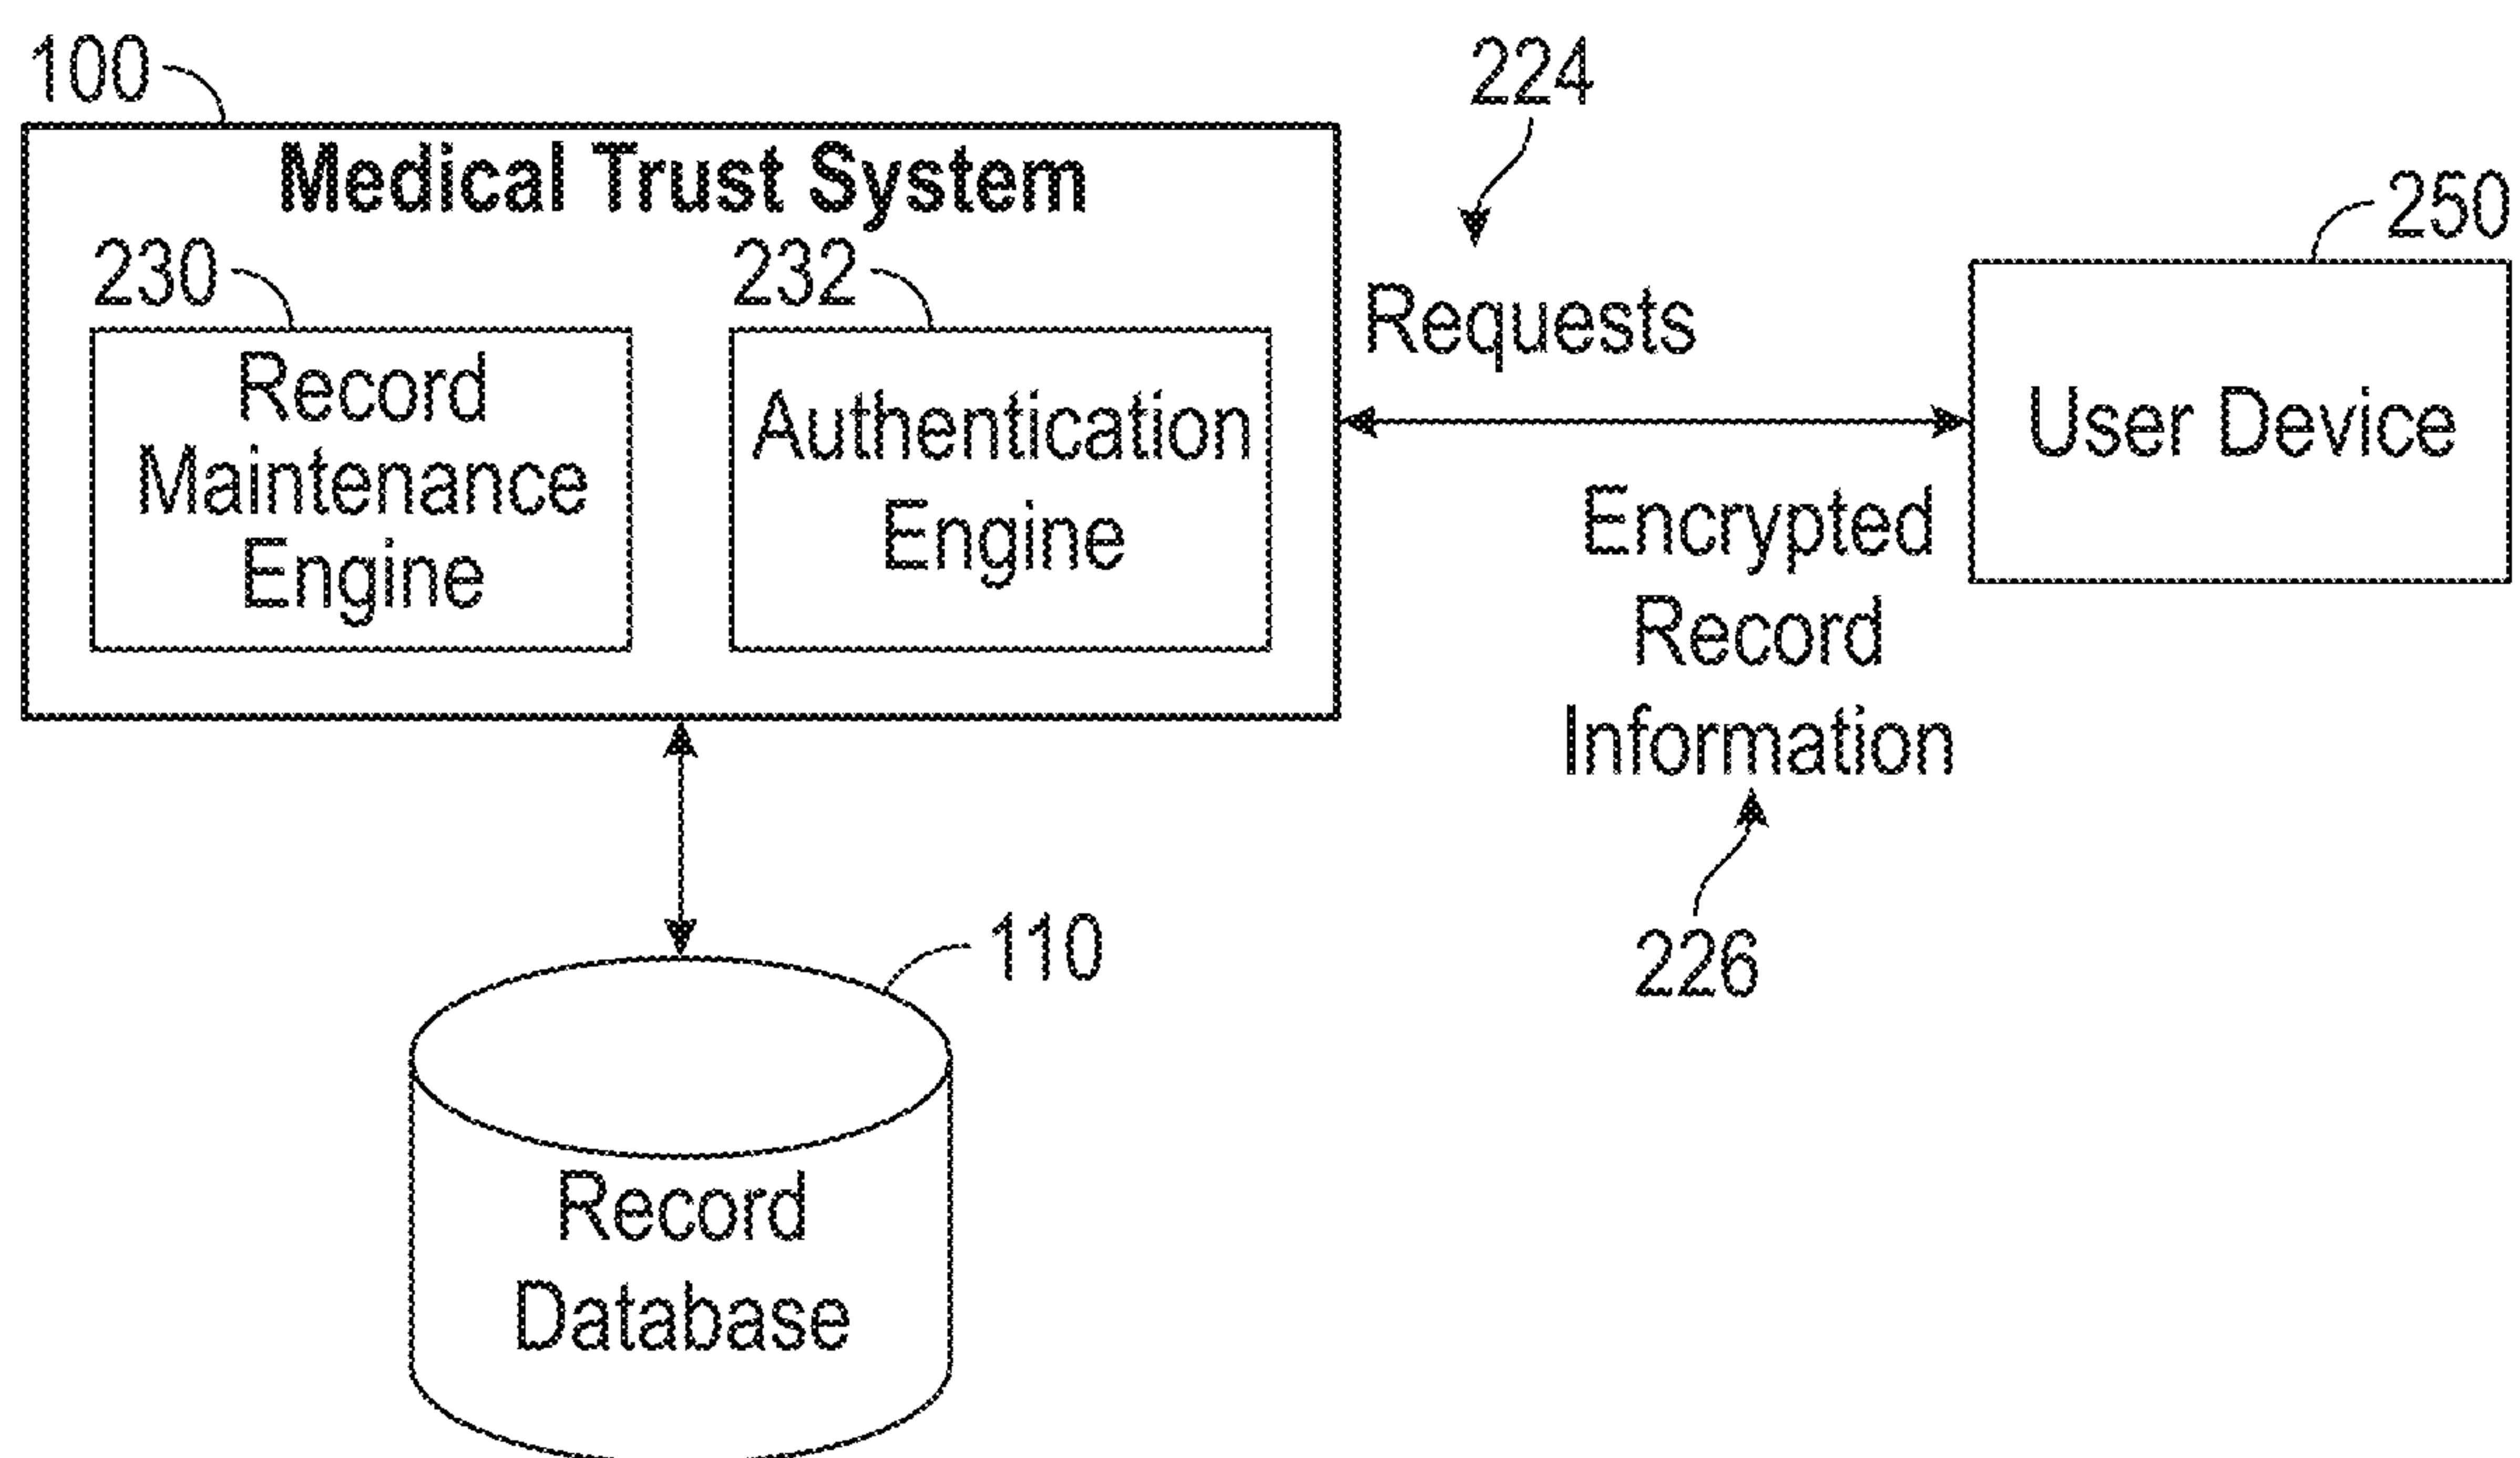 100
Medical Trust System
230
Record
Maintenance
Engine
232
Authentication
Engine
224
Requests
Encrypted
Record
Information
226
250
User Device
110
Record
Database